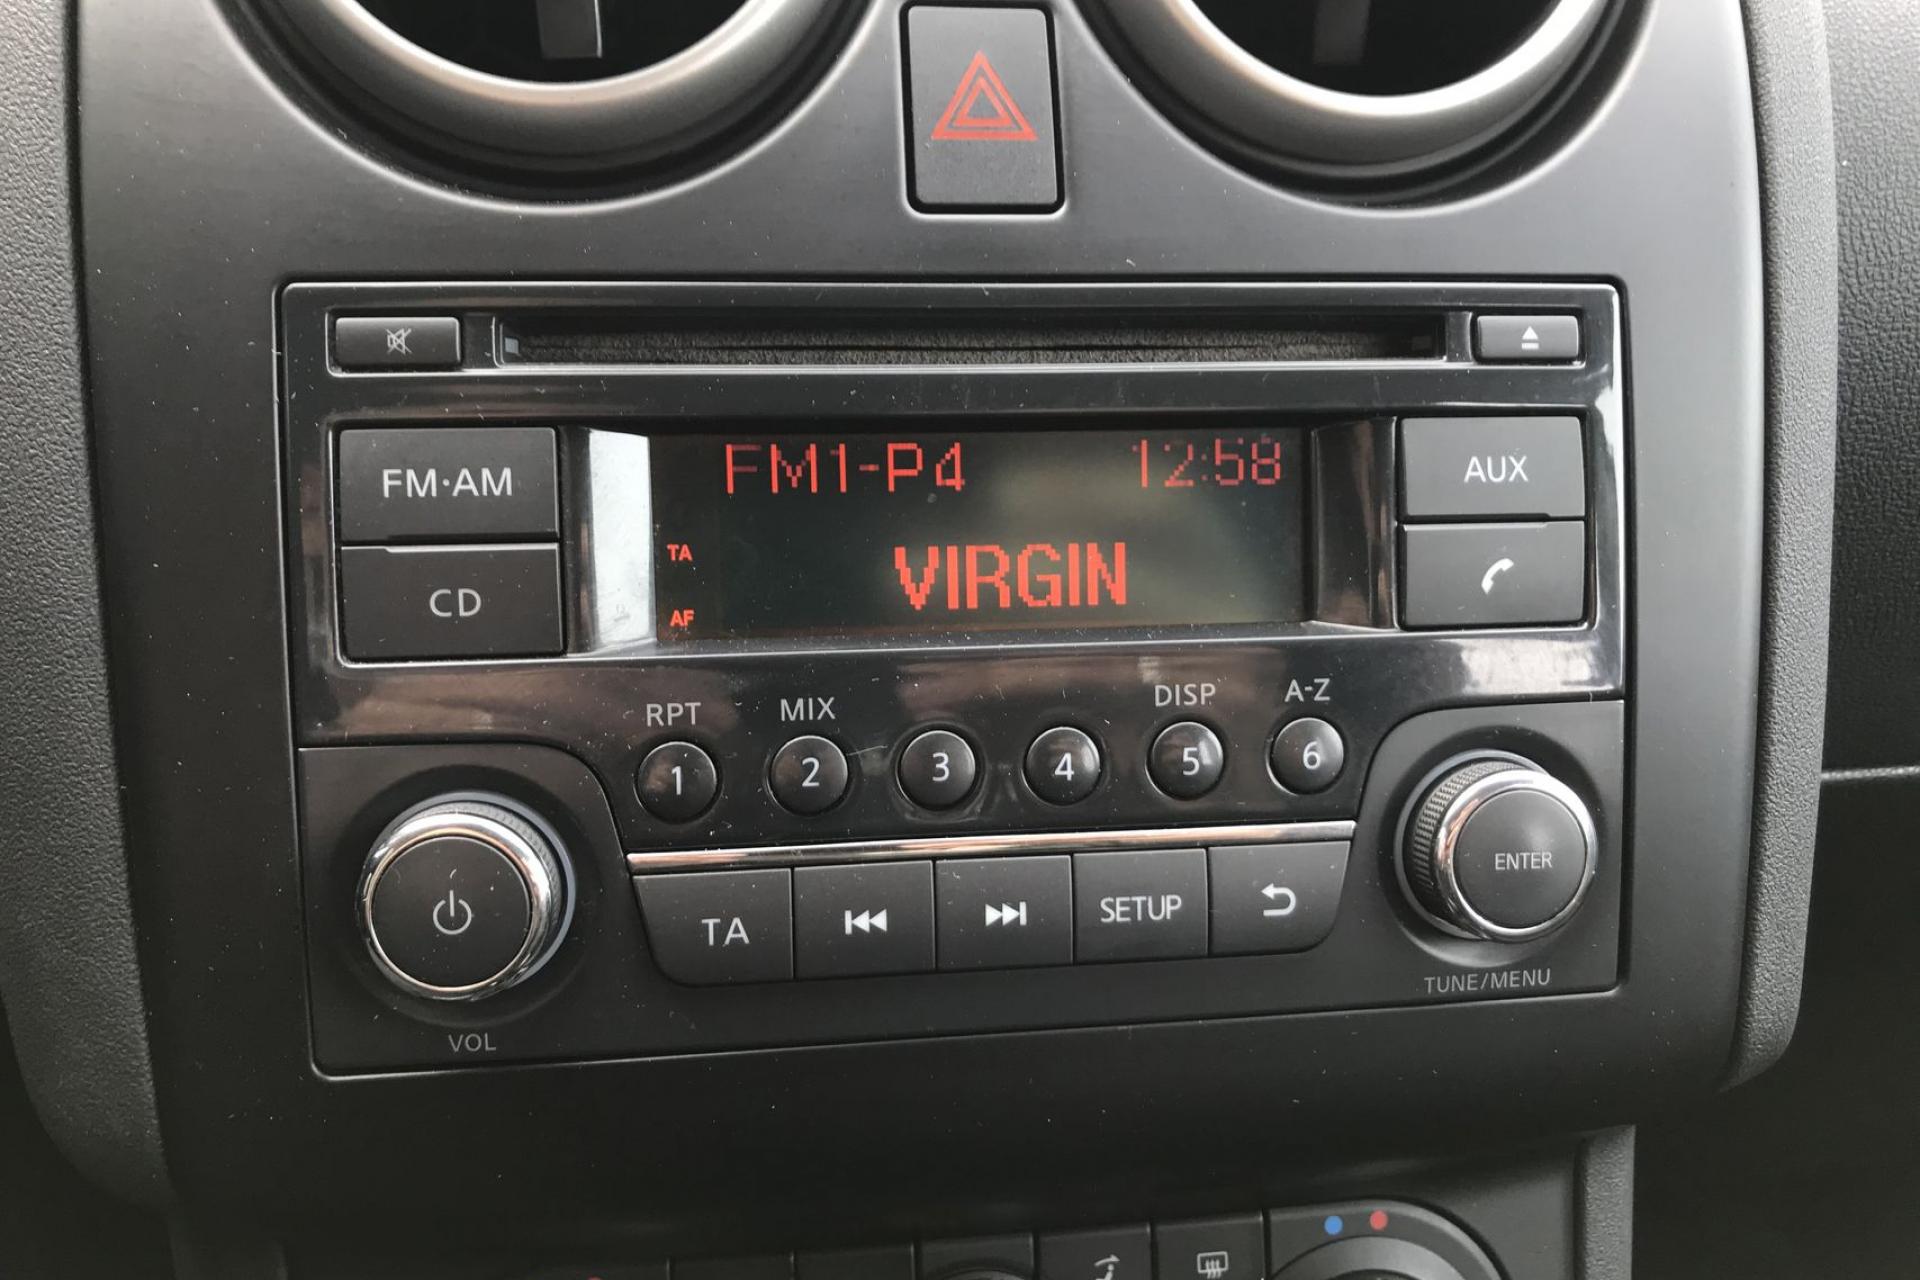 FM·AM
CD
FM1-P4 12:58
TA
VIRGIN
AF
AUX
RPT MIX DISP A-Z
1 2 3 4 5 6
TA SETUP
ENTER
VOL
TUNE/MENU